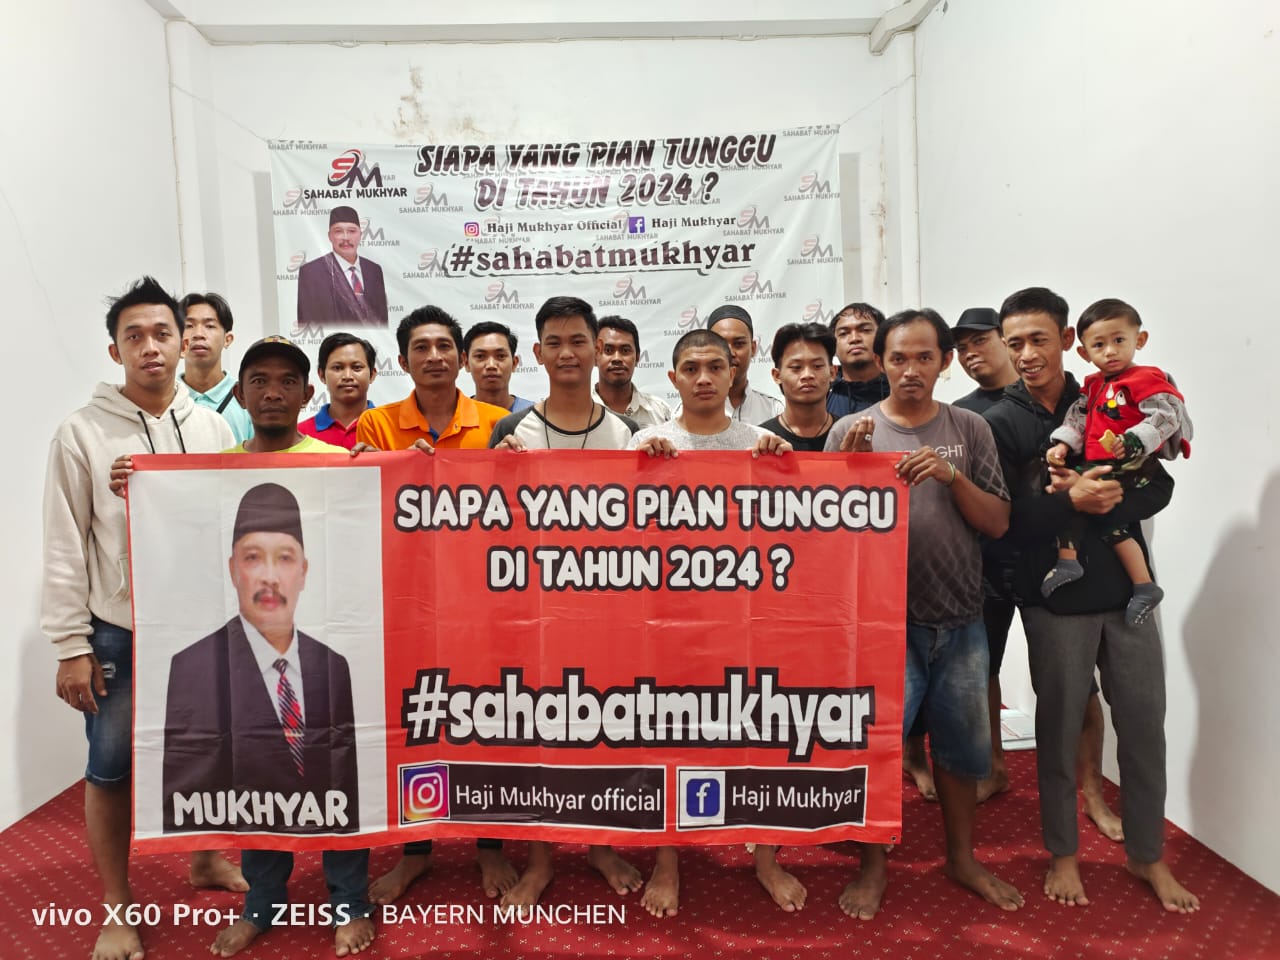 SIAPA YANG PIAN TUNGGU
DI TAHUN 2024 ?
SM
SAHABAT MUKHYAR
Haji Mukhyar Official
Haji Mukhyar
#sahabatmukhyar
SIAPA YANG PIAN TUNGGU
DI TAHUN 2024 ?
#sahabatmukhyar
MUKHYAR
Haji Mukhyar official
Haji Mukhyar
vivo X60 Pro+ · ZEISS · BAYERN MUNCHEN